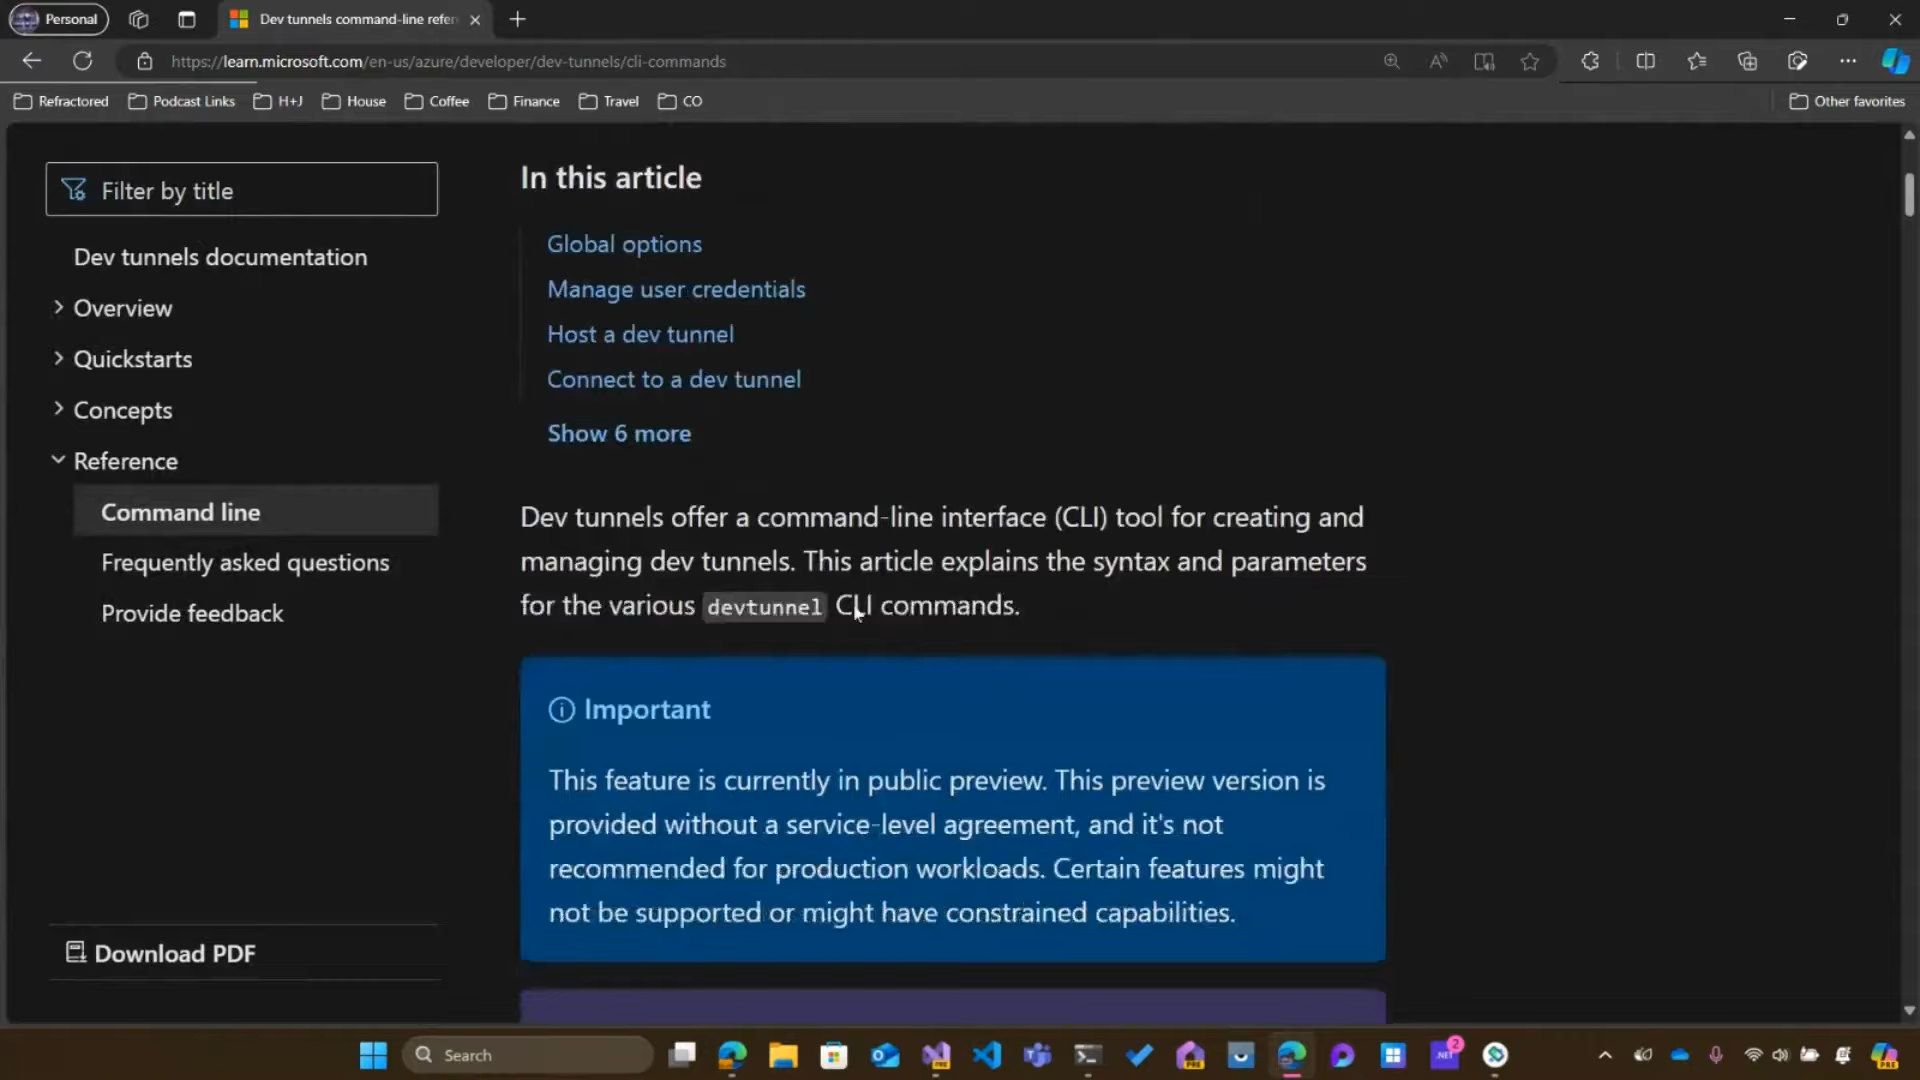 Personal
Dev tunnels command-line refer
https://learn.microsoft.com/en-us/azure/developer/dev-tunnels/cli-commands
Refractored
Podcast Links
H+J
House
Coffee
Finance
Travel
CO
Other favorites
Filter by title
Dev tunnels documentation
Overview
Quickstarts
Concepts
Reference
Command line
Frequently asked questions
Provide feedback
Download PDF
In this article
Global options
Manage user credentials
Host a dev tunnel
Connect to a dev tunnel
Show 6 more
Dev tunnels offer a command-line interface (CLI) tool for creating and
managing dev tunnels. This article explains the syntax and parameters
for the various devtunnel CLI commands.
Important
This feature is currently in public preview. This preview version is
provided without a service-level agreement, and it's not
recommended for production workloads. Certain features might
not be supported or might have constrained capabilities.
Search
PRE
PRE
.NET
2
PRE